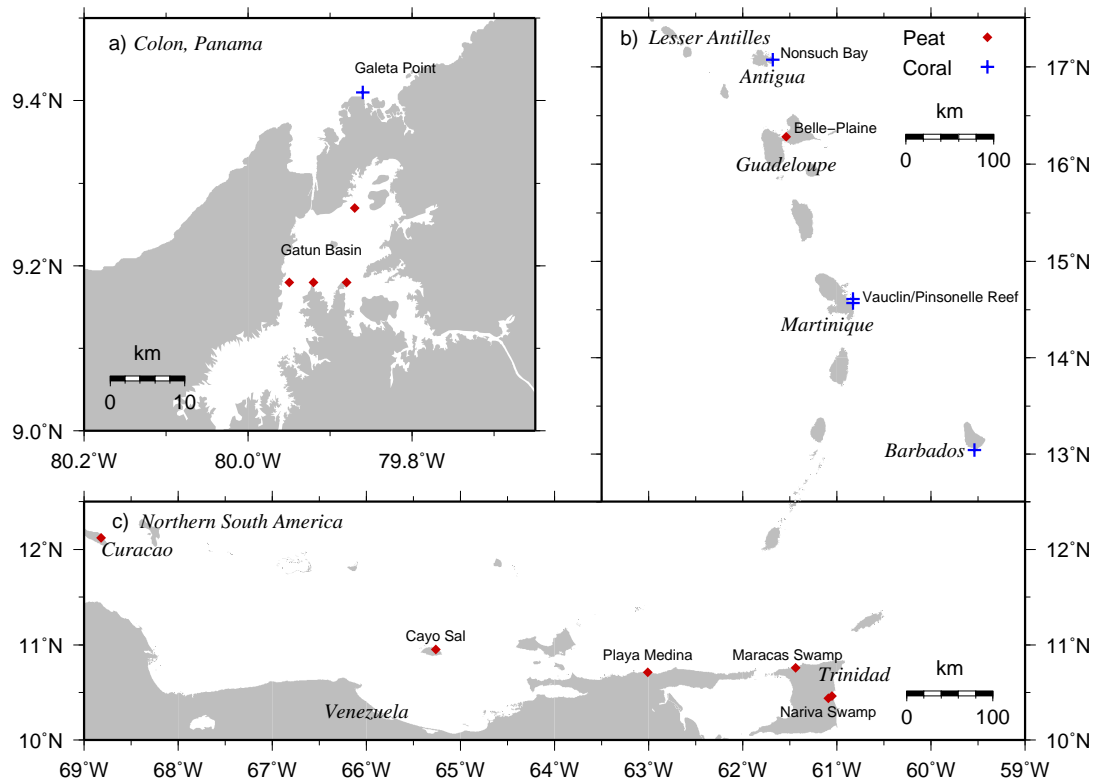 a) Colon, Panama
Galeta Point
9.4˚N
Gatun Basin
9.2˚N
km
0 10
9.0˚N
80.2˚W 80.0˚W 79.8˚W
b) Lesser Antilles
Peat
Coral
Nonsuch Bay
17˚N
Antigua
km
0 100
Belle−Plaine
16˚N
Guadeloupe
15˚N
Vauclin/Pinsonelle Reef
Martinique
14˚N
Barbados
13˚N
c) Northern South America
12˚N
Curacao
12˚N
11˚N
Cayo Sal
Playa Medina
Maracas Swamp
11˚N
Trinidad
km
0 100
Venezuela
Nariva Swamp
10˚N
10˚N
69˚W 68˚W 67˚W 66˚W 65˚W 64˚W 63˚W 62˚W 61˚W 60˚W 59˚W